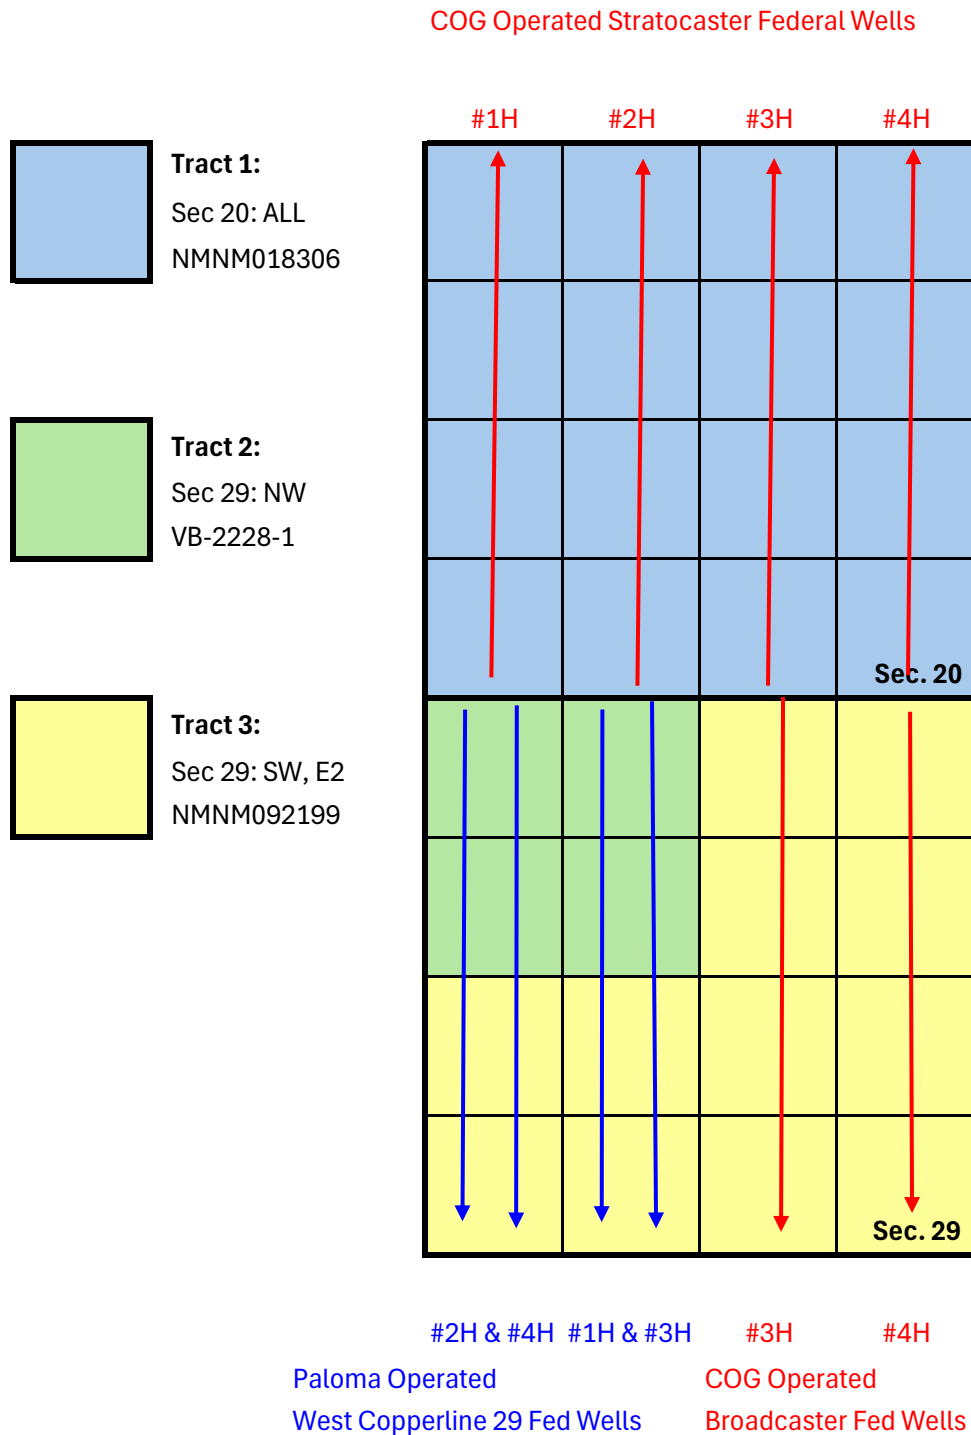 COG Operated Stratocaster Federal Wells
#1H #2H #3H #4H
Tract 1:
Sec 20: ALL
NMNM018306
Tract 2:
Sec 29: NW
VB-2228-1
Sec. 20
Tract 3:
Sec 29: SW, E2
NMNM092199
Sec. 29
#2H & #4H #1H & #3H #3H #4H
Paloma Operated
West Copperline 29 Fed Wells
COG Operated
Broadcaster Fed Wells